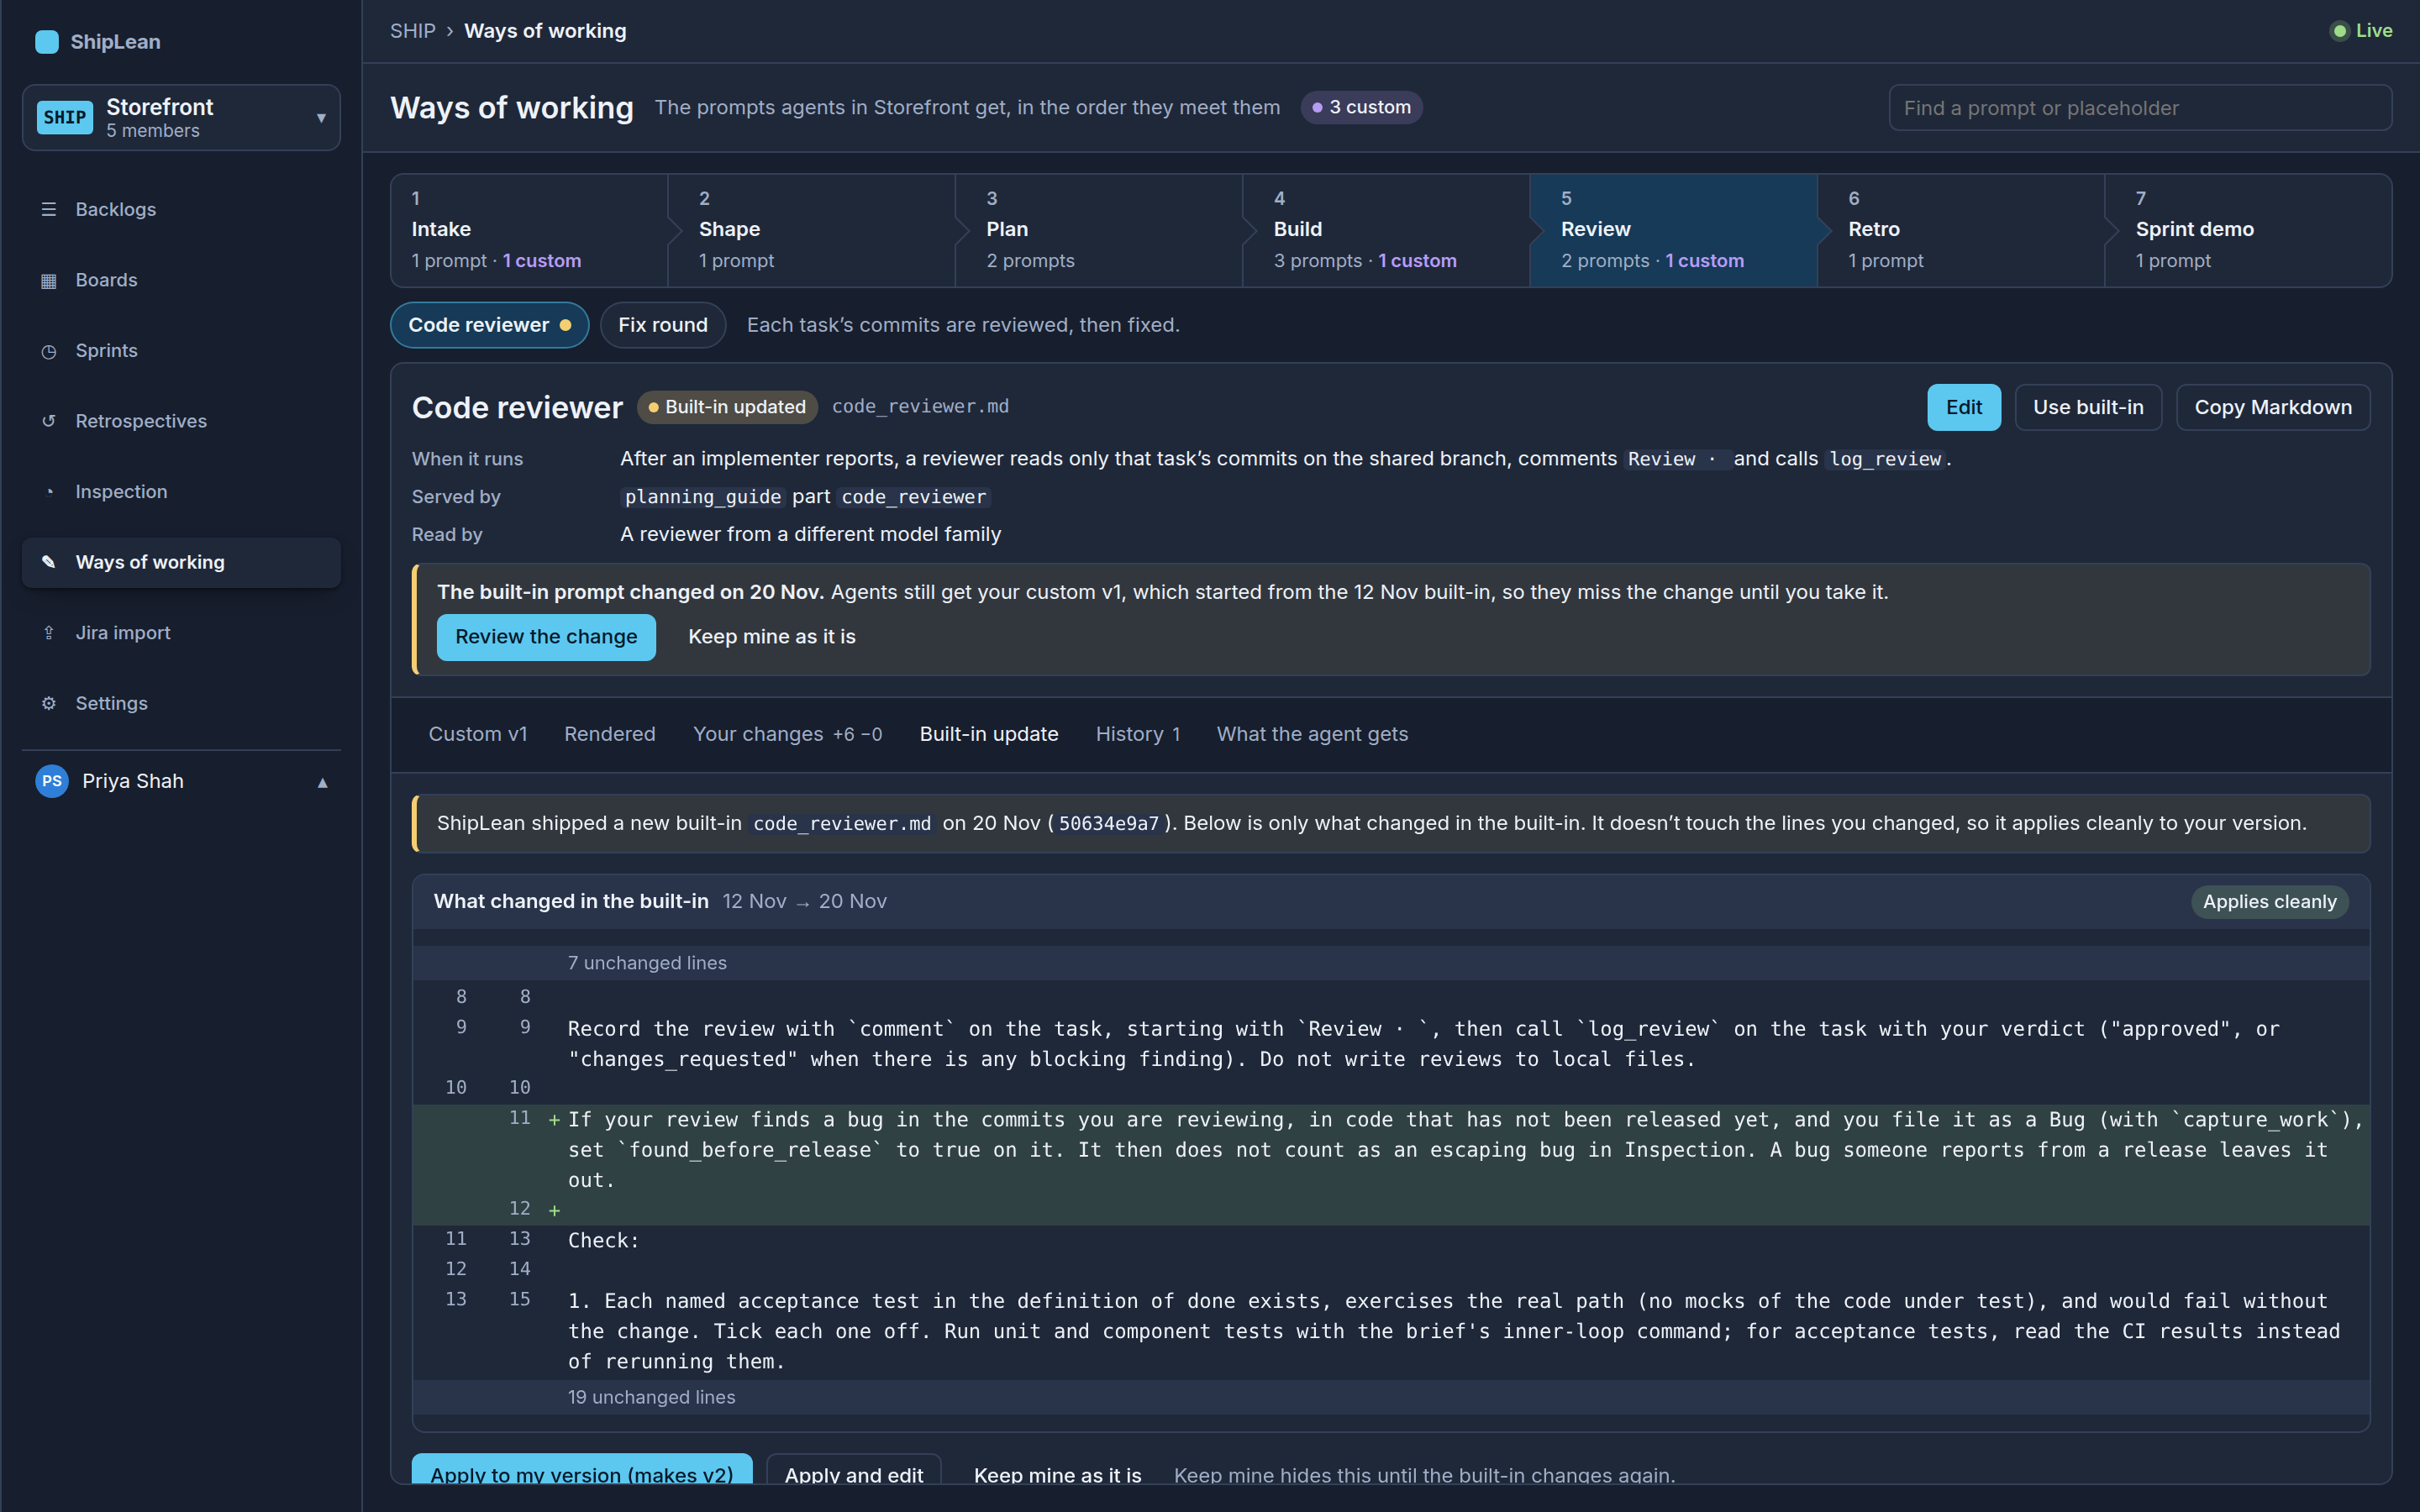 ShipLean
SHIP
Storefront
5 members
Backlogs
Boards
Sprints
Retrospectives
Inspection
Ways of working
Jira import
Settings
PS
Priya Shah
SHIP › Ways of working
Live
Ways of working
The prompts agents in Storefront get, in the order they meet them
3 custom
Find a prompt or placeholder
1
Intake
1 prompt · 1 custom
2
Shape
1 prompt
3
Plan
2 prompts
4
Build
3 prompts · 1 custom
5
Review
2 prompts · 1 custom
6
Retro
1 prompt
7
Sprint demo
1 prompt
Code reviewer
Fix round
Each task’s commits are reviewed, then fixed.
Code reviewer
Built-in updated
code_reviewer.md
Edit
Use built-in
Copy Markdown
When it runs
After an implementer reports, a reviewer reads only that task’s commits on the shared branch, comments Review · and calls log_review.
Served by
planning_guide part code_reviewer
Read by
A reviewer from a different model family
The built-in prompt changed on 20 Nov. Agents still get your custom v1, which started from the 12 Nov built-in, so they miss the change until you take it.
Review the change
Keep mine as it is
Custom v1
Rendered
Your changes +6 −0
Built-in update
History 1
What the agent gets
ShipLean shipped a new built-in code_reviewer.md on 20 Nov (50634e9a7). Below is only what changed in the built-in. It doesn’t touch the lines you changed, so it applies cleanly to your version.
What changed in the built-in 12 Nov → 20 Nov
Applies cleanly
7 unchanged lines
8 8
9 9 Record the review with `comment` on the task, starting with `Review · `, then call `log_review` on the task with your verdict ("approved", or
"changes_requested" when there is any blocking finding). Do not write reviews to local files.
10 10
11 + If your review finds a bug in the commits you are reviewing, in code that has not been released yet, and you file it as a Bug (with `capture_work`),
set `found_before_release` to true on it. It then does not count as an escaping bug in Inspection. A bug someone reports from a release leaves it
out.
12 +
11 13 Check:
12 14
13 15 1. Each named acceptance test in the definition of done exists, exercises the real path (no mocks of the code under test), and would fail without
the change. Tick each one off. Run unit and component tests with the brief's inner-loop command; for acceptance tests, read the CI results instead
of rerunning them.
19 unchanged lines
Apply to my version (makes v2)
Apply and edit
Keep mine as it is
Keep mine hides this until the built-in changes again.